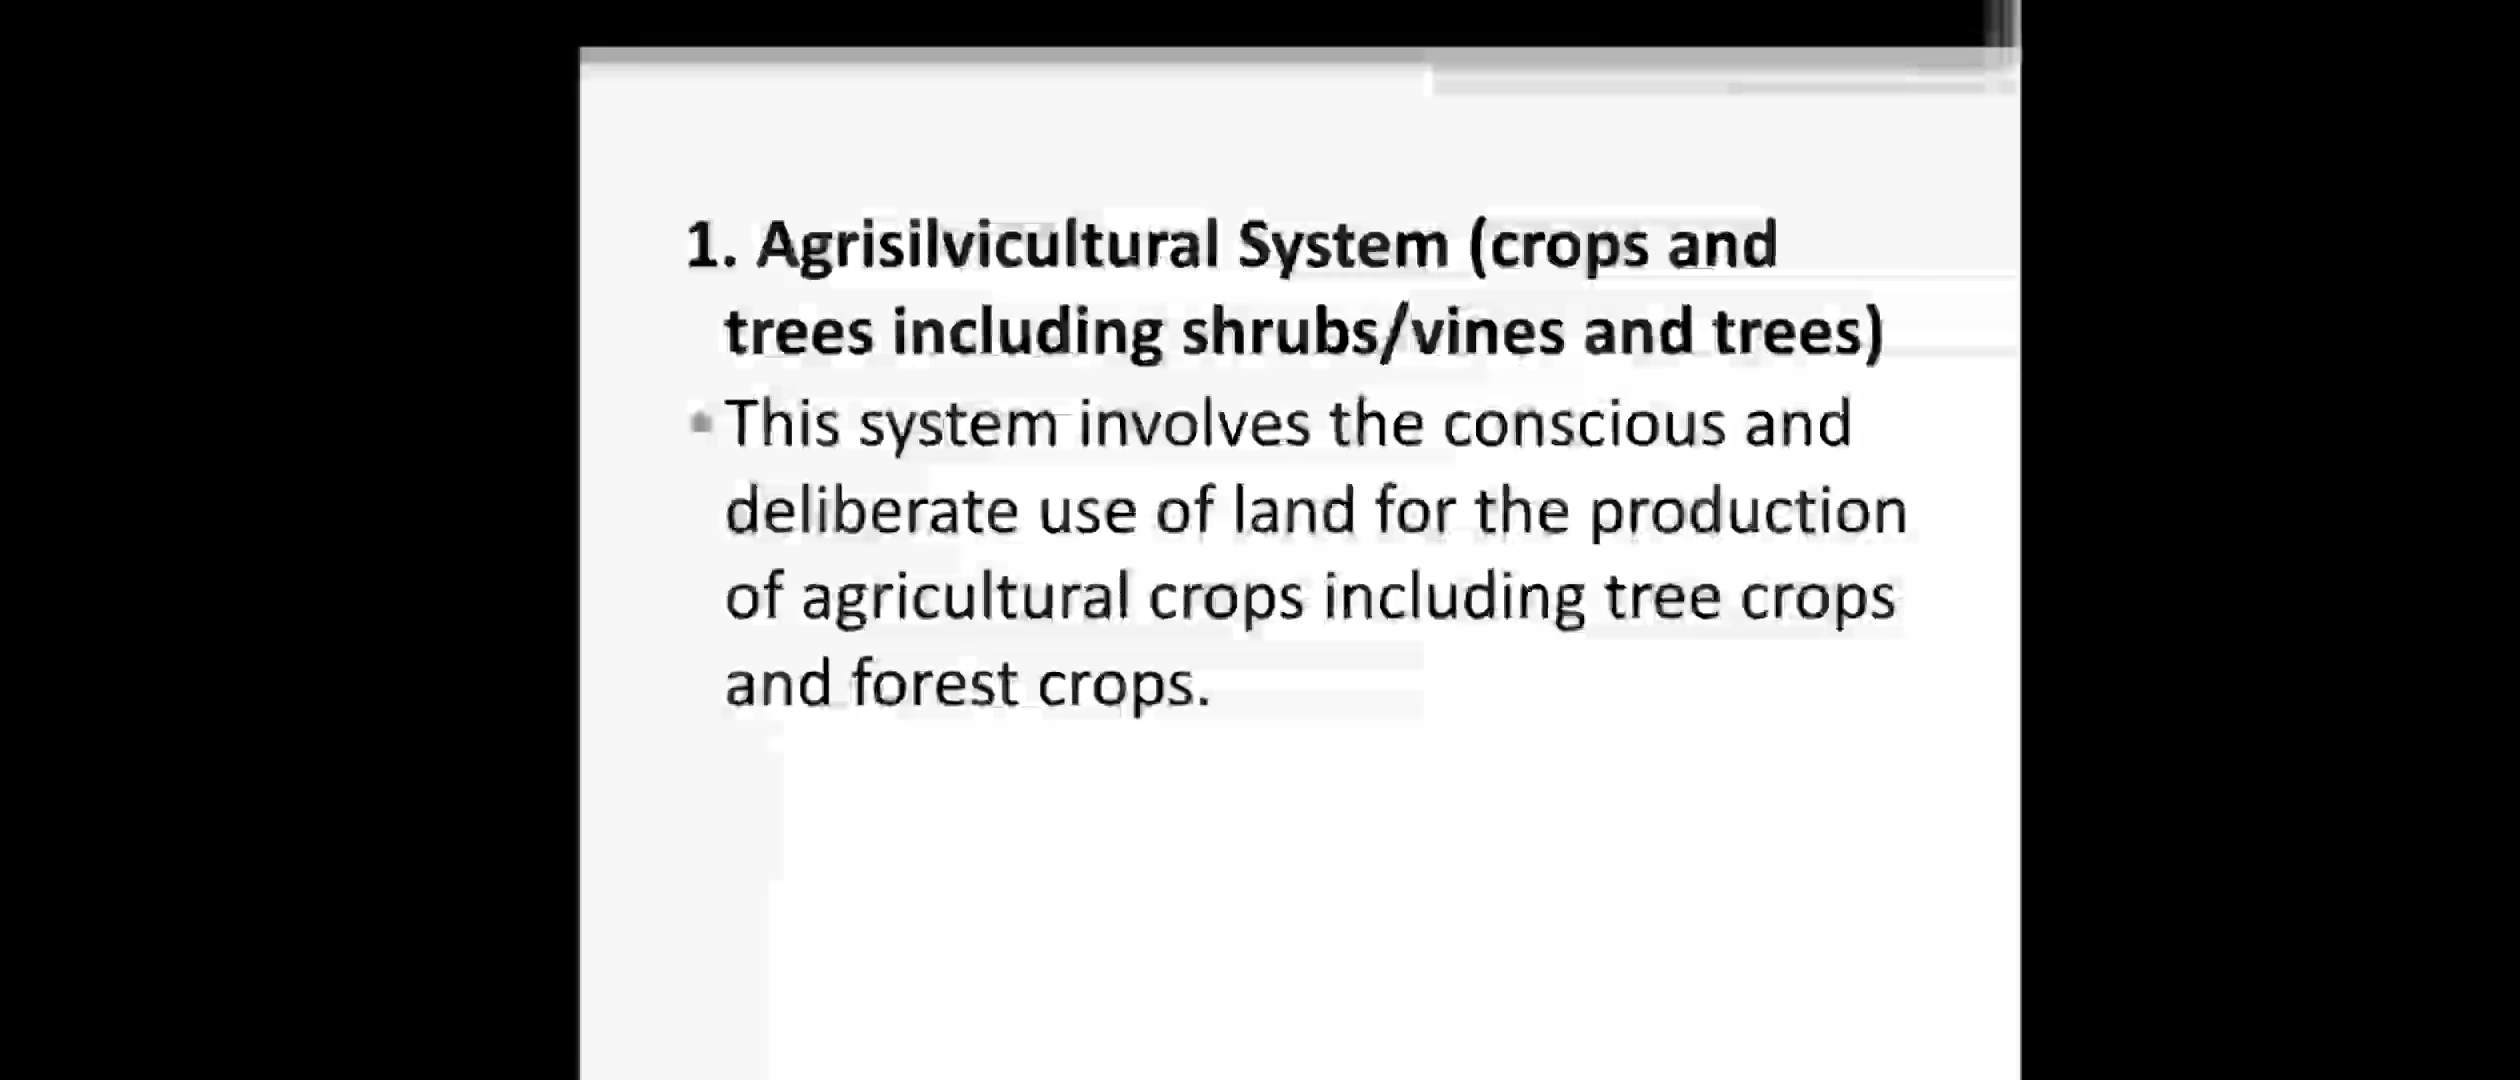 1. Agrisilvicultural System (crops and
trees including shrubs/vines and trees)
• This system involves the conscious and
deliberate use of land for the production
of agricultural crops including tree crops
and forest crops.